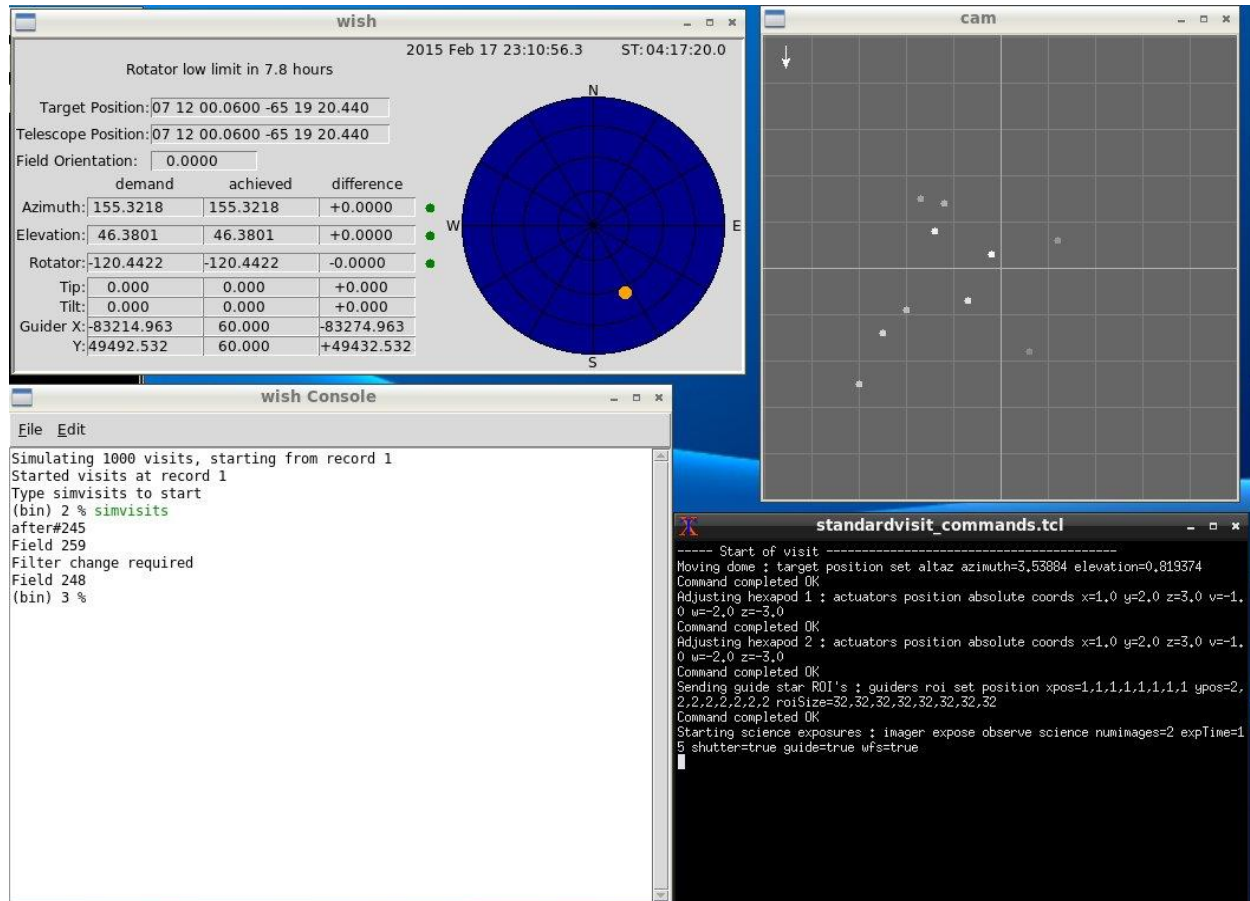 wish
2015 Feb 17 23:10:56.3 ST:04:17:20.0
Rotator low limit in 7.8 hours
Target Position: 07 12 00.0600 -65 19 20.440
Telescope Position: 07 12 00.0600 -65 19 20.440
Field Orientation: 0.0000
demand achieved difference
Azimuth: 155.3218 155.3218 +0.0000
Elevation: 46.3801 46.3801 +0.0000
Rotator: -120.4422 -120.4422 -0.0000
Tip: 0.000 0.000 +0.000
Tilt: 0.000 0.000 +0.000
Guider X: -83214.963 60.000 -83274.963
Y: 49492.532 60.000 +49432.532
N
W
E
S
cam
wish Console
File Edit
Simulating 1000 visits, starting from record 1
Started visits at record 1
Type simvisits to start
(bin) 2 % simvisits
after#245
Field 259
Filter change required
Field 248
(bin) 3 %
X
standardvisit_commands.tcl
----- Start of visit -----------------------------------------
Moving dome : target position set altaz azimuth=3.53884 elevation=0.819374
Command completed OK
Adjusting hexapod 1 : actuators position absolute coords x=1.0 y=2.0 z=3.0 v=-1.
0 w=-2.0 z=-3.0
Command completed OK
Adjusting hexapod 2 : actuators position absolute coords x=1.0 y=2.0 z=3.0 v=-1.
0 w=-2.0 z=-3.0
Command completed OK
Sending guide star ROI's : guiders roi set position xpos=1,1,1,1,1,1,1,1 ypos=2,
2,2,2,2,2,2,2 roiSize=32,32,32,32,32,32,32,32
Command completed OK
Starting science exposures : imager expose observe science numimages=2 expTime=1
5 shutter=true guide=true wfs=true